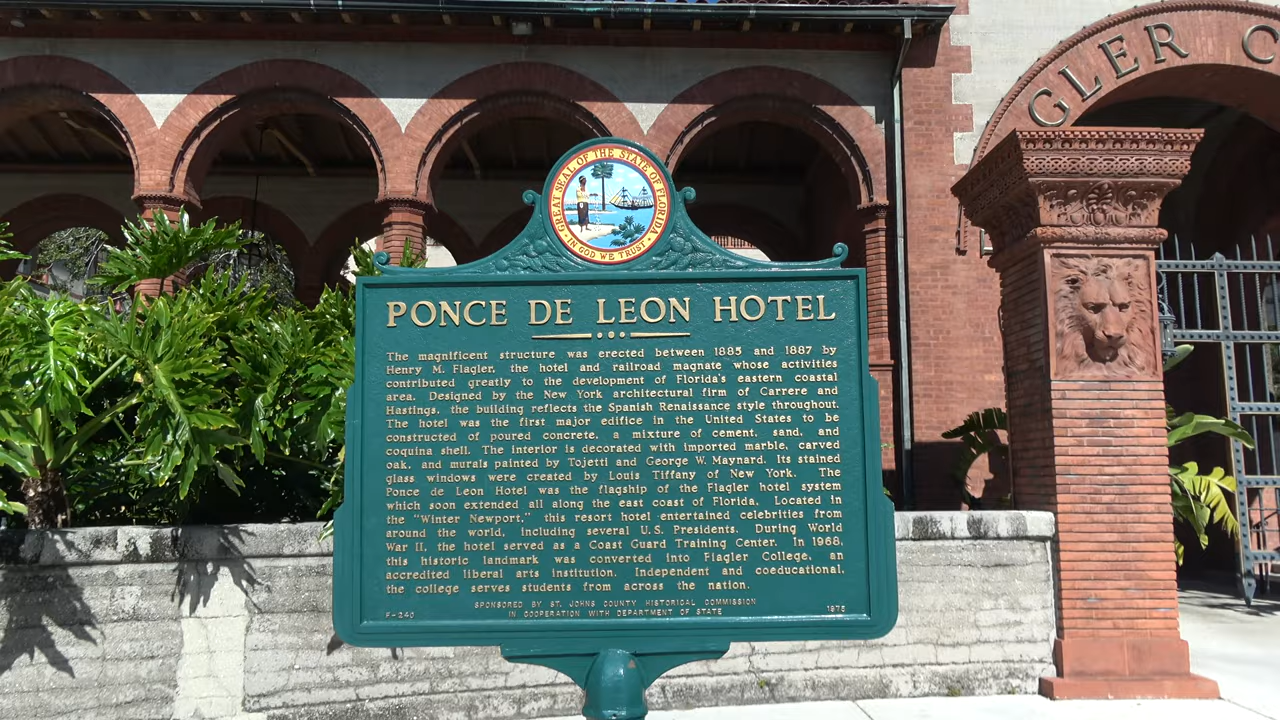 GLER C
GREAT SEAL OF THE STATE OF FLORIDA
IN GOD WE TRUST
PONCE DE LEON HOTEL
The magnificent structure was erected between 1885 and 1887 by
Henry M. Flagler, the hotel and railroad magnate whose activities
contributed greatly to the development of Florida's eastern coastal
area. Designed by the New York architectural firm of Carrere and
Hastings, the building reflects the Spanish Renaissance style throughout.
The hotel was the first major edifice in the United States to be
constructed of poured concrete, a mixture of cement, sand, and
coquina shell. The interior is decorated with imported marble, carved
oak, and murals painted by Tojetti and George W. Maynard. Its stained
glass windows were created by Louis Tiffany of New York. The
Ponce de Leon Hotel was the flagship of the Flagler hotel system
which soon extended all along the east coast of Florida. Located in
the "Winter Newport," this resort hotel entertained celebrities from
around the world, including several U.S. Presidents. During World
War II, the hotel served as a Coast Guard Training Center. In 1968,
this historic landmark was converted into Flagler College, an
accredited liberal arts institution. Independent and coeducational,
the college serves students from across the nation.
SPONSORED BY ST. JOHNS COUNTY HISTORICAL COMMISSION
IN COOPERATION WITH DEPARTMENT OF STATE
F-240
1975